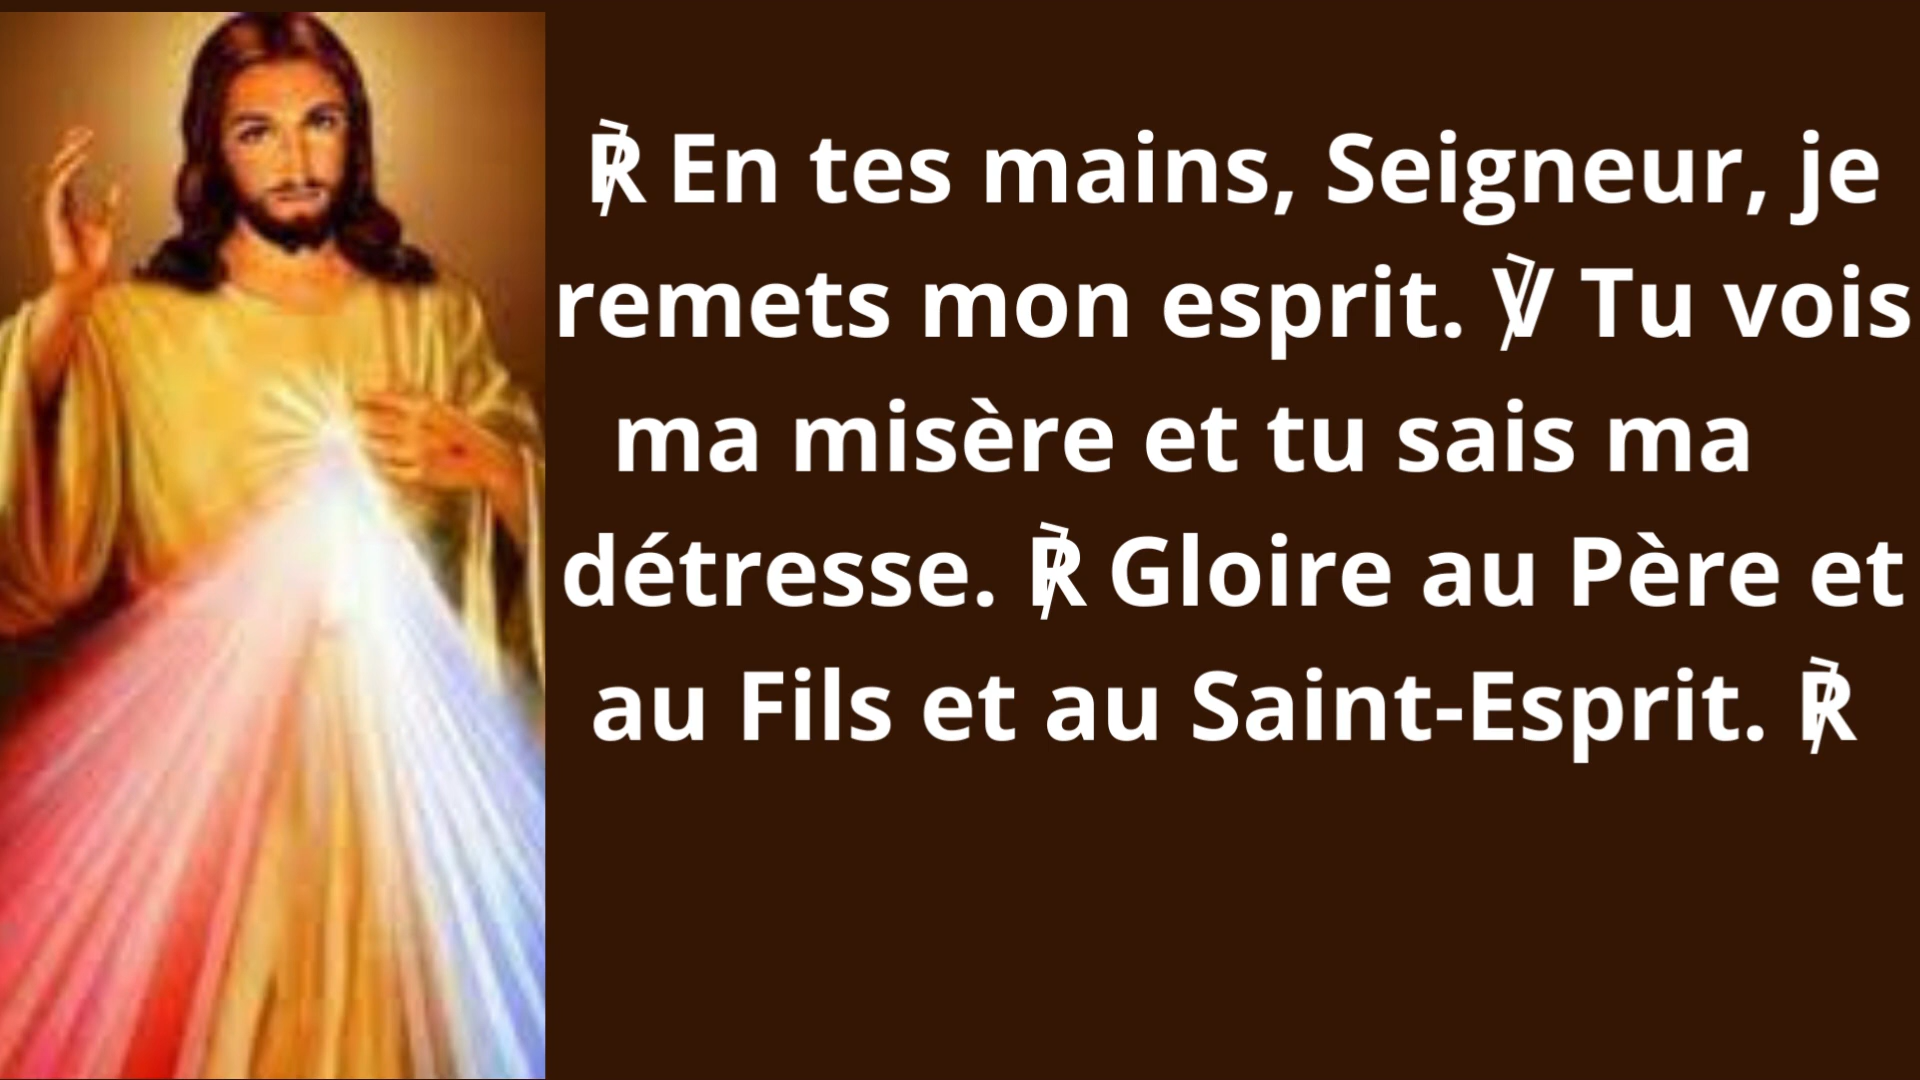 ℟ En tes mains, Seigneur, je
remets mon esprit. ℣ Tu vois
ma misère et tu sais ma
détresse. ℟ Gloire au Père et
au Fils et au Saint-Esprit. ℟